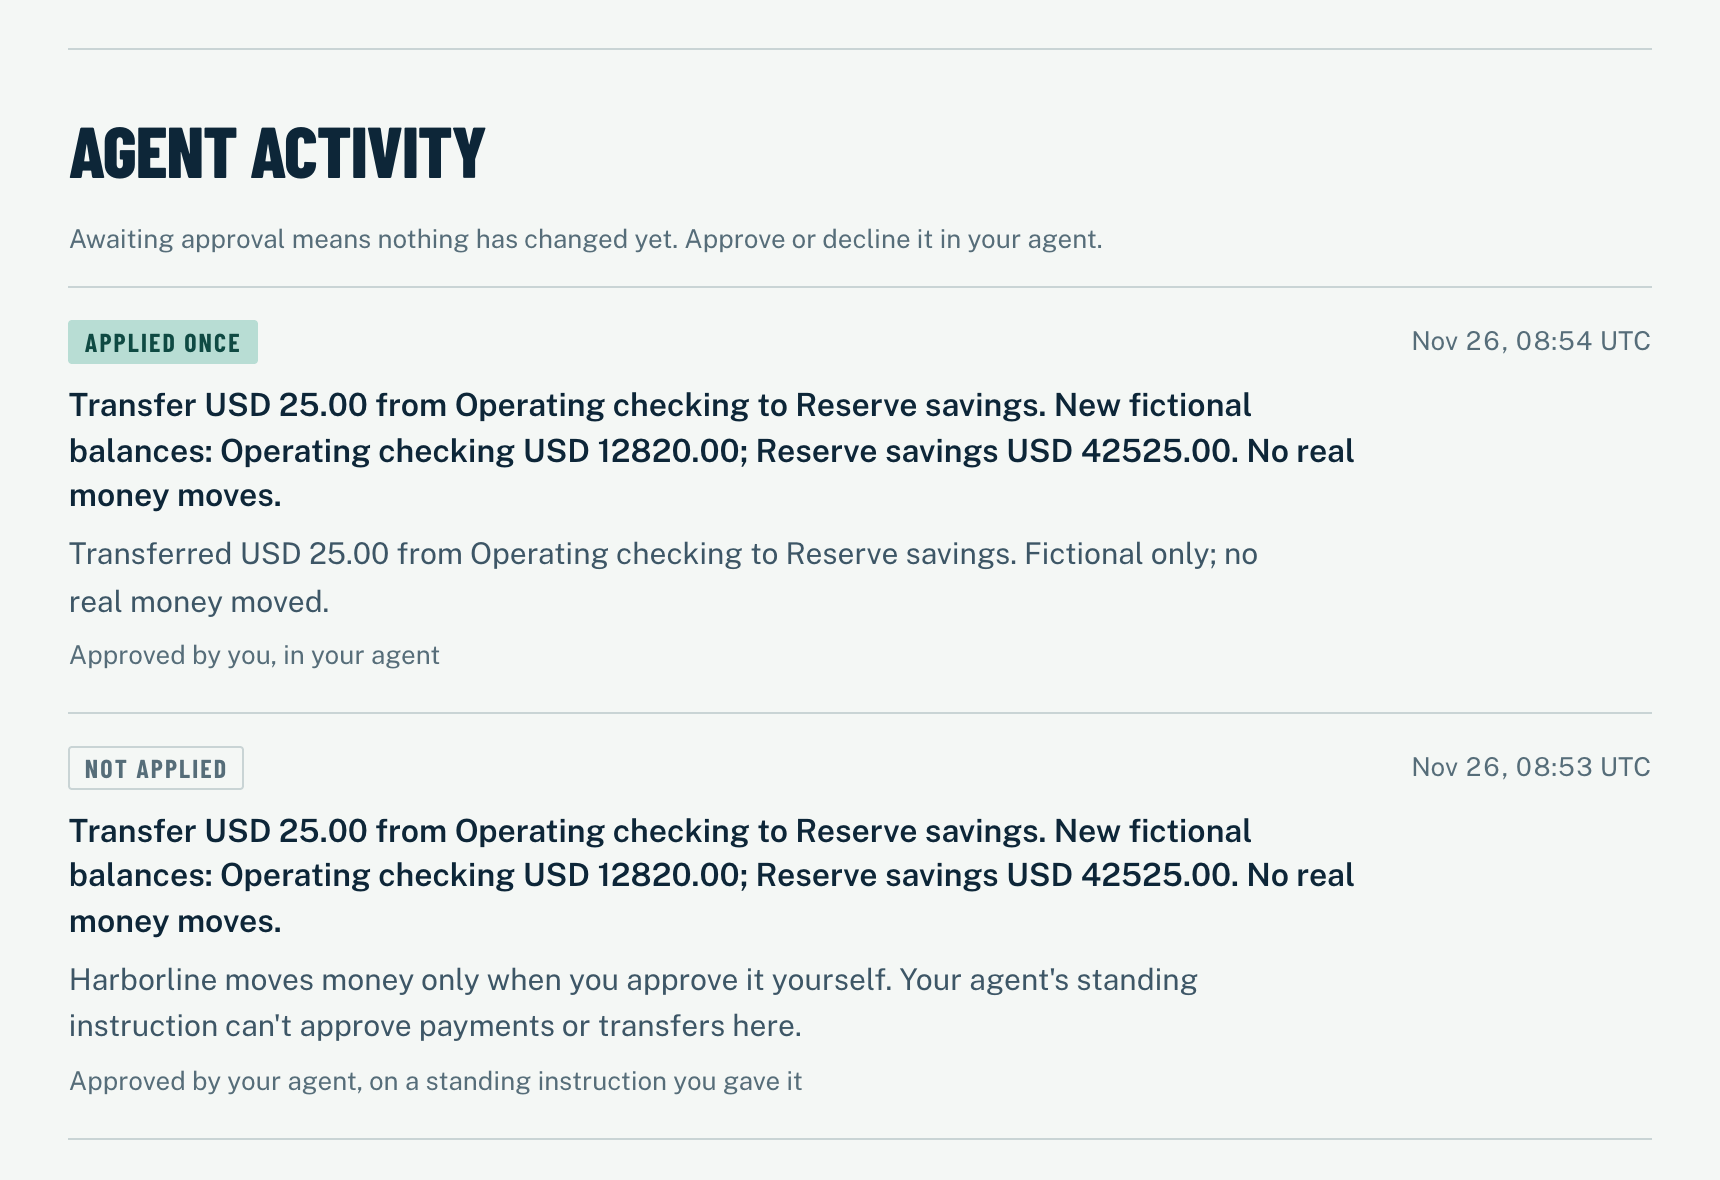 AGENT ACTIVITY
Awaiting approval means nothing has changed yet. Approve or decline it in your agent.
APPLIED ONCE
Nov 26, 08:54 UTC
Transfer USD 25.00 from Operating checking to Reserve savings. New fictional
balances: Operating checking USD 12820.00; Reserve savings USD 42525.00. No real
money moves.
Transferred USD 25.00 from Operating checking to Reserve savings. Fictional only; no
real money moved.
Approved by you, in your agent
NOT APPLIED
Nov 26, 08:53 UTC
Transfer USD 25.00 from Operating checking to Reserve savings. New fictional
balances: Operating checking USD 12820.00; Reserve savings USD 42525.00. No real
money moves.
Harborline moves money only when you approve it yourself. Your agent's standing
instruction can't approve payments or transfers here.
Approved by your agent, on a standing instruction you gave it